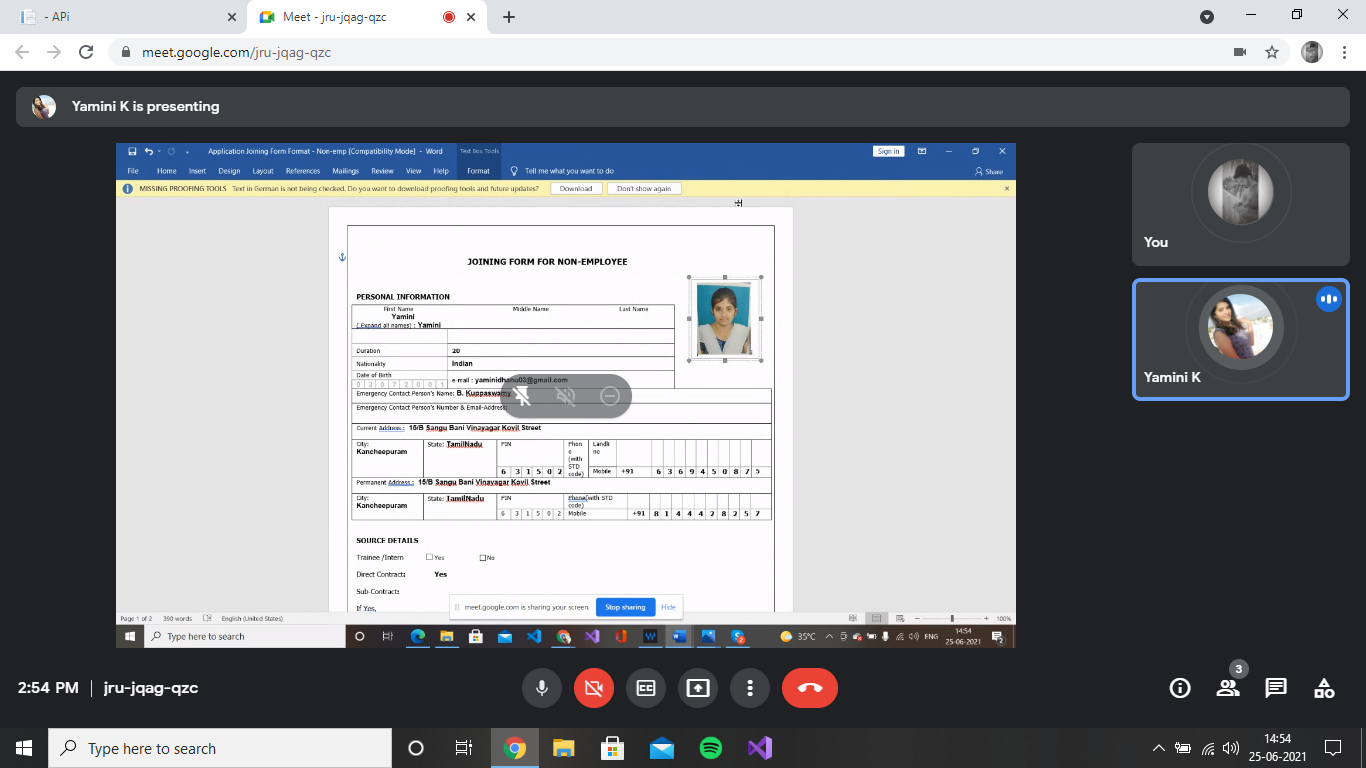 - APi
Meet - jru-jqag-qzc
meet.google.com/jru-jqag-qzc
Yamini K is presenting
Application Joining Form Format - Non-emp [Compatibility Mode] - Word
Text Box Tools
Sign in
File Home Insert Design Layout References Mailings Review View Help Format Tell me what you want to do
Share
MISSING PROOFING TOOLS Text in German is not being checked. Do you want to download proofing tools and future updates? Download Don't show again
JOINING FORM FOR NON-EMPLOYEE
PERSONAL INFORMATION
First Name Middle Name Last Name
Yamini
( Expand all names) : Yamini
Duration 20
Nationality Indian
Date of Birth
0 3 0 7 2 0 0 1 e-mail : yaminidhanu03@gmail.com
Emergency Contact Person's Name: B. Kuppaswamy
Emergency Contact Person's Number & Email-Address:
Current Address : 15/B Sangu Bani Vinayagar Kovil Street
City: Kancheepuram
State: TamilNadu
PIN
6 3 1 5 0 2
Phone (with STD code)
Landline
Mobile +91 6 3 6 9 4 5 0 8 7 5
Permanent Address : 15/B Sangu Bani Vinayagar Kovil Street
City: Kancheepuram
State: TamilNadu
PIN
6 3 1 5 0 2
Phone(with STD code)
Mobile +91 8 1 4 4 4 2 8 2 5 7
SOURCE DETAILS
Trainee /Intern Yes No
Direct Contract: Yes
Sub-Contract:
If Yes,
meet.google.com is sharing your screen. Stop sharing Hide
Page 1 of 2 390 words English (United States) 100%
Type here to search
35°C ENG
14:54
25-06-2021
2
You
Yamini K
2:54 PM jru-jqag-qzc
3
Type here to search
14:54
25-06-2021